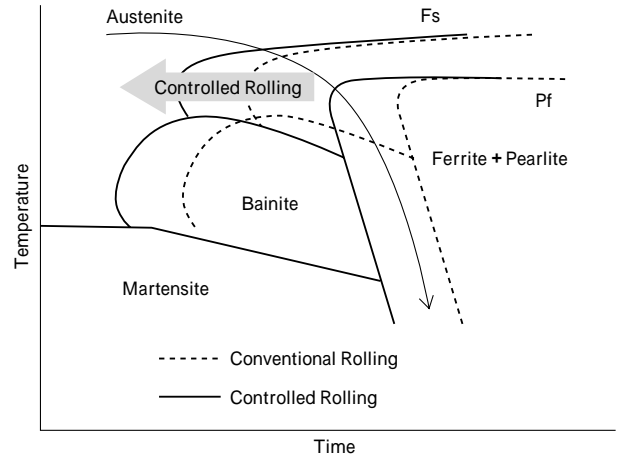 Austenite
Fs
Controlled Rolling
Pf
Ferrite + Pearlite
Bainite
Temperature
Martensite
Conventional Rolling
Controlled Rolling
Time